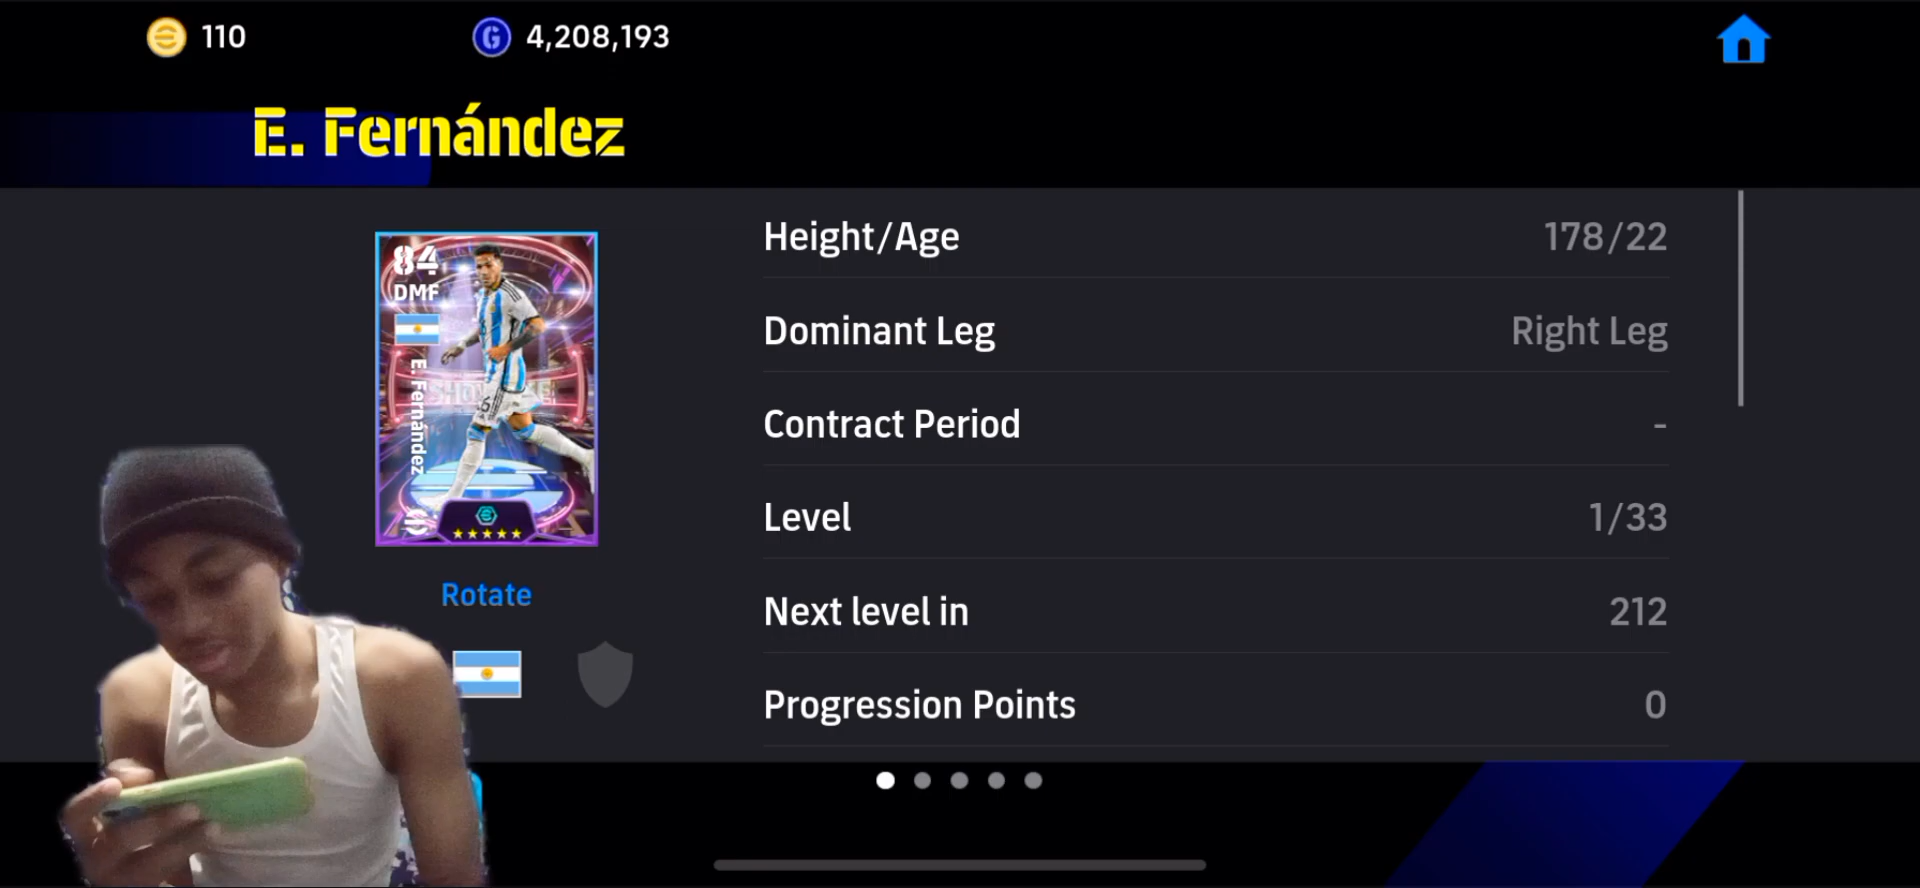 110
4,208,193
E. Fernández
84
DMF
E. Fernández
Rotate
Height/Age 178/22
Dominant Leg Right Leg
Contract Period -
Level 1/33
Next level in 212
Progression Points 0